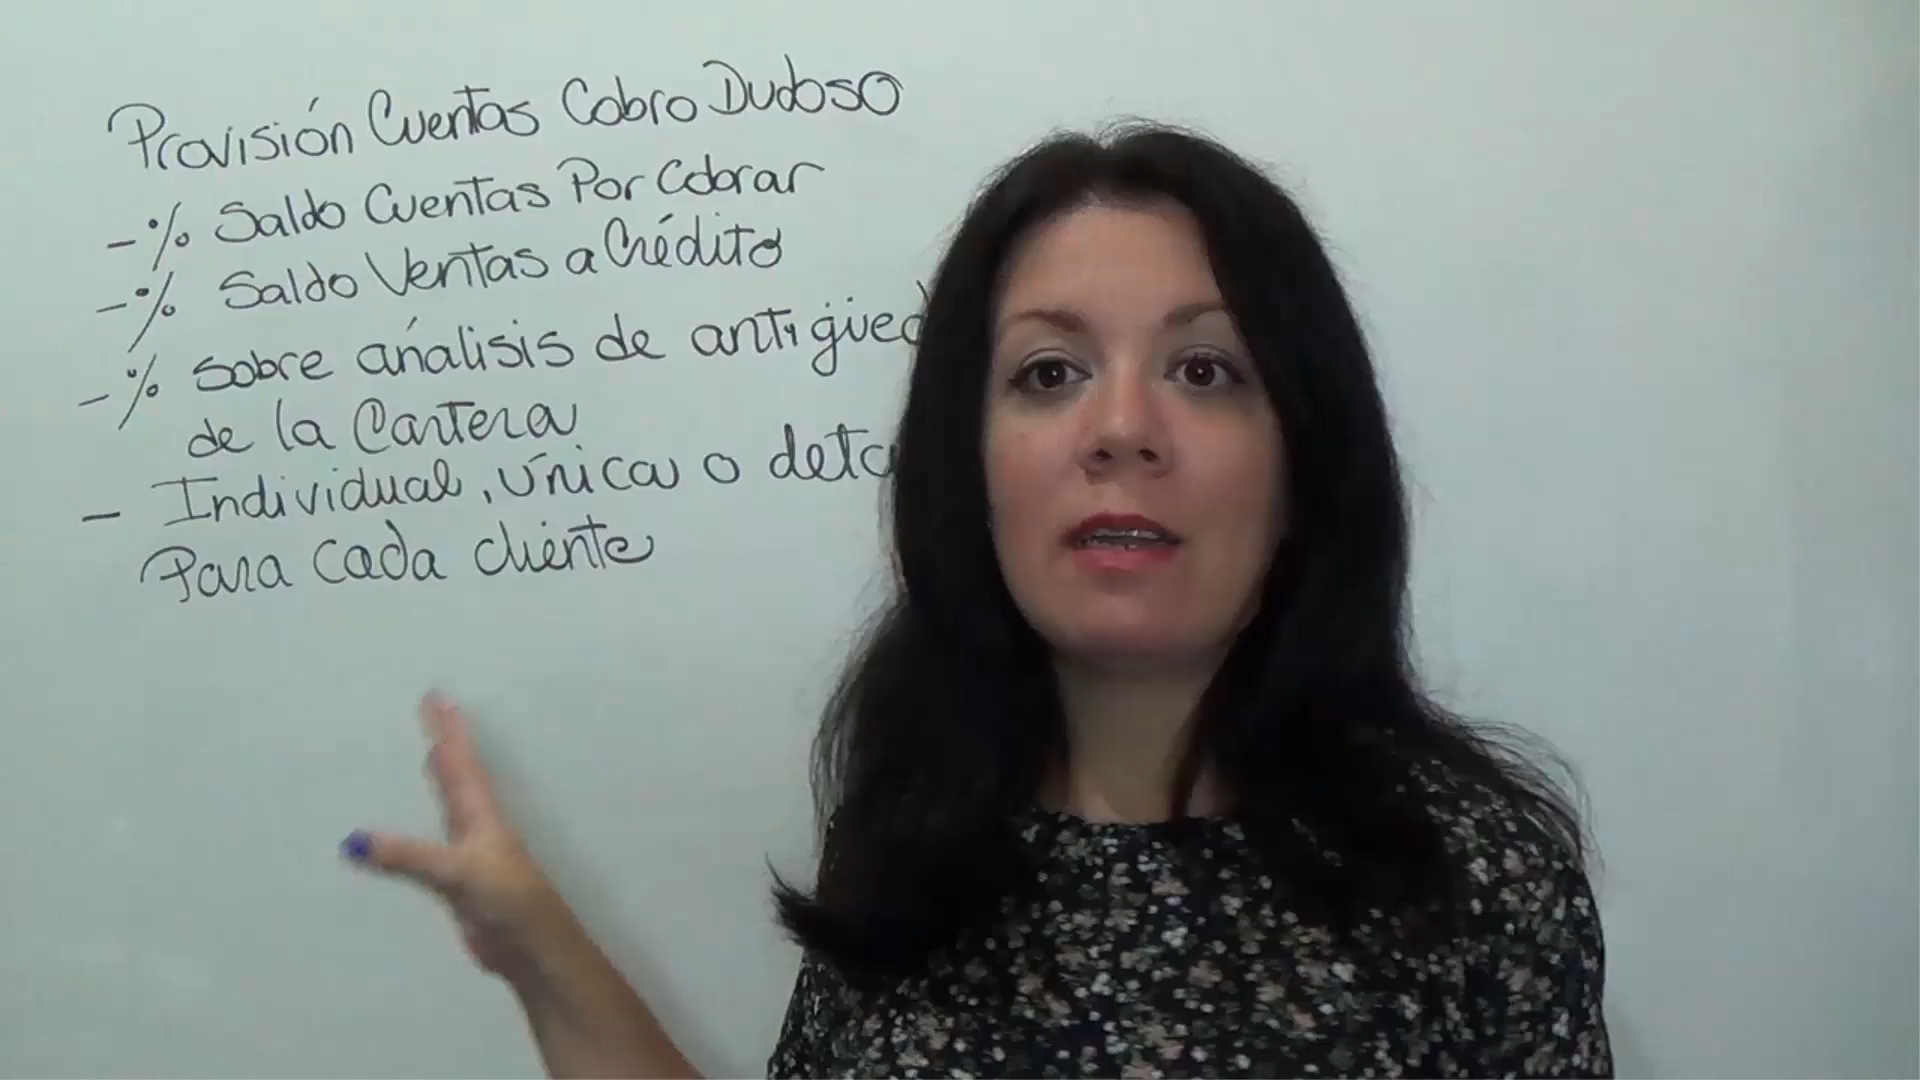 Provisión Cuentas Cobro Dudoso
-% Saldo Cuentas Por Cobrar
-% Saldo Ventas a Crédito
-% Sobre análisis de antigüed
de la Cartera
- Individual, única o deta
Para cada cliente